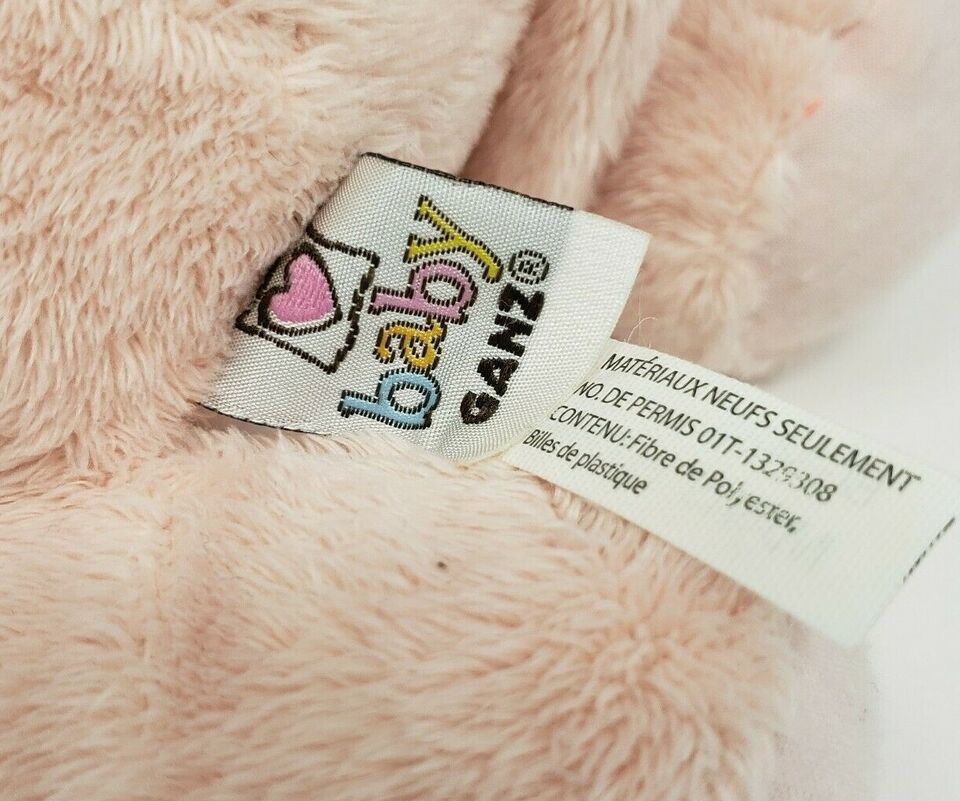 baby
GANZ®
MATÉRIAUX NEUFS SEULEMENT
NO. DE PERMIS 01T-1329308
CONTENU: Fibre de Polyester,
Billes de plastique